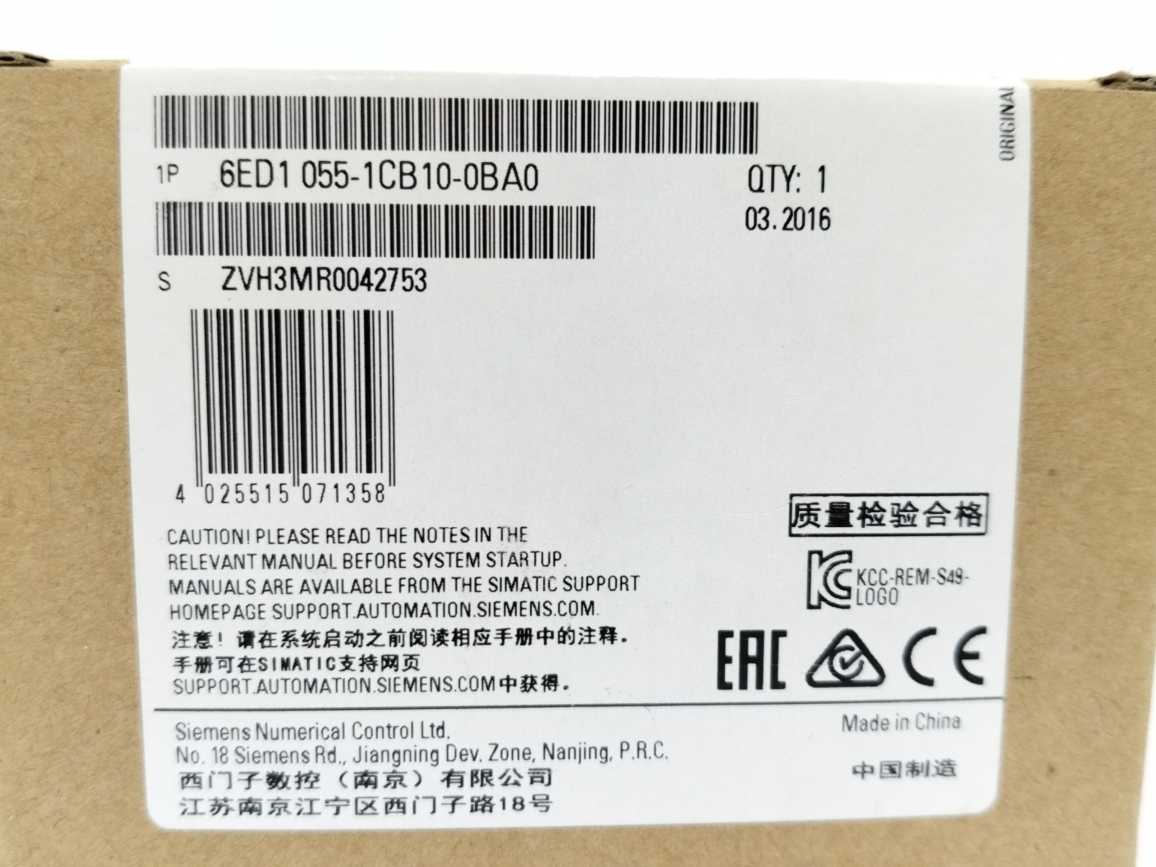 ORIGINAL
1P 6ED1 055-1CB10-0BA0 QTY: 1
03.2016
S ZVH3MR0042753
4 025515 071358
质量检验合格
CAUTION! PLEASE READ THE NOTES IN THE
RELEVANT MANUAL BEFORE SYSTEM STARTUP.
MANUALS ARE AVAILABLE FROM THE SIMATIC SUPPORT
HOMEPAGE SUPPORT.AUTOMATION.SIEMENS.COM.
KCC-REM-S49-
LOGO
注意！请在系统启动之前阅读相应手册中的注释。
手册可在SIMATIC支持网页
SUPPORT.AUTOMATION.SIEMENS.COM中获得。
EAC CE
Siemens Numerical Control Ltd.
No. 18 Siemens Rd., Jiangning Dev. Zone, Nanjing, P.R.C.
西门子数控（南京）有限公司
江苏南京江宁区西门子路18号
Made in China
中国制造